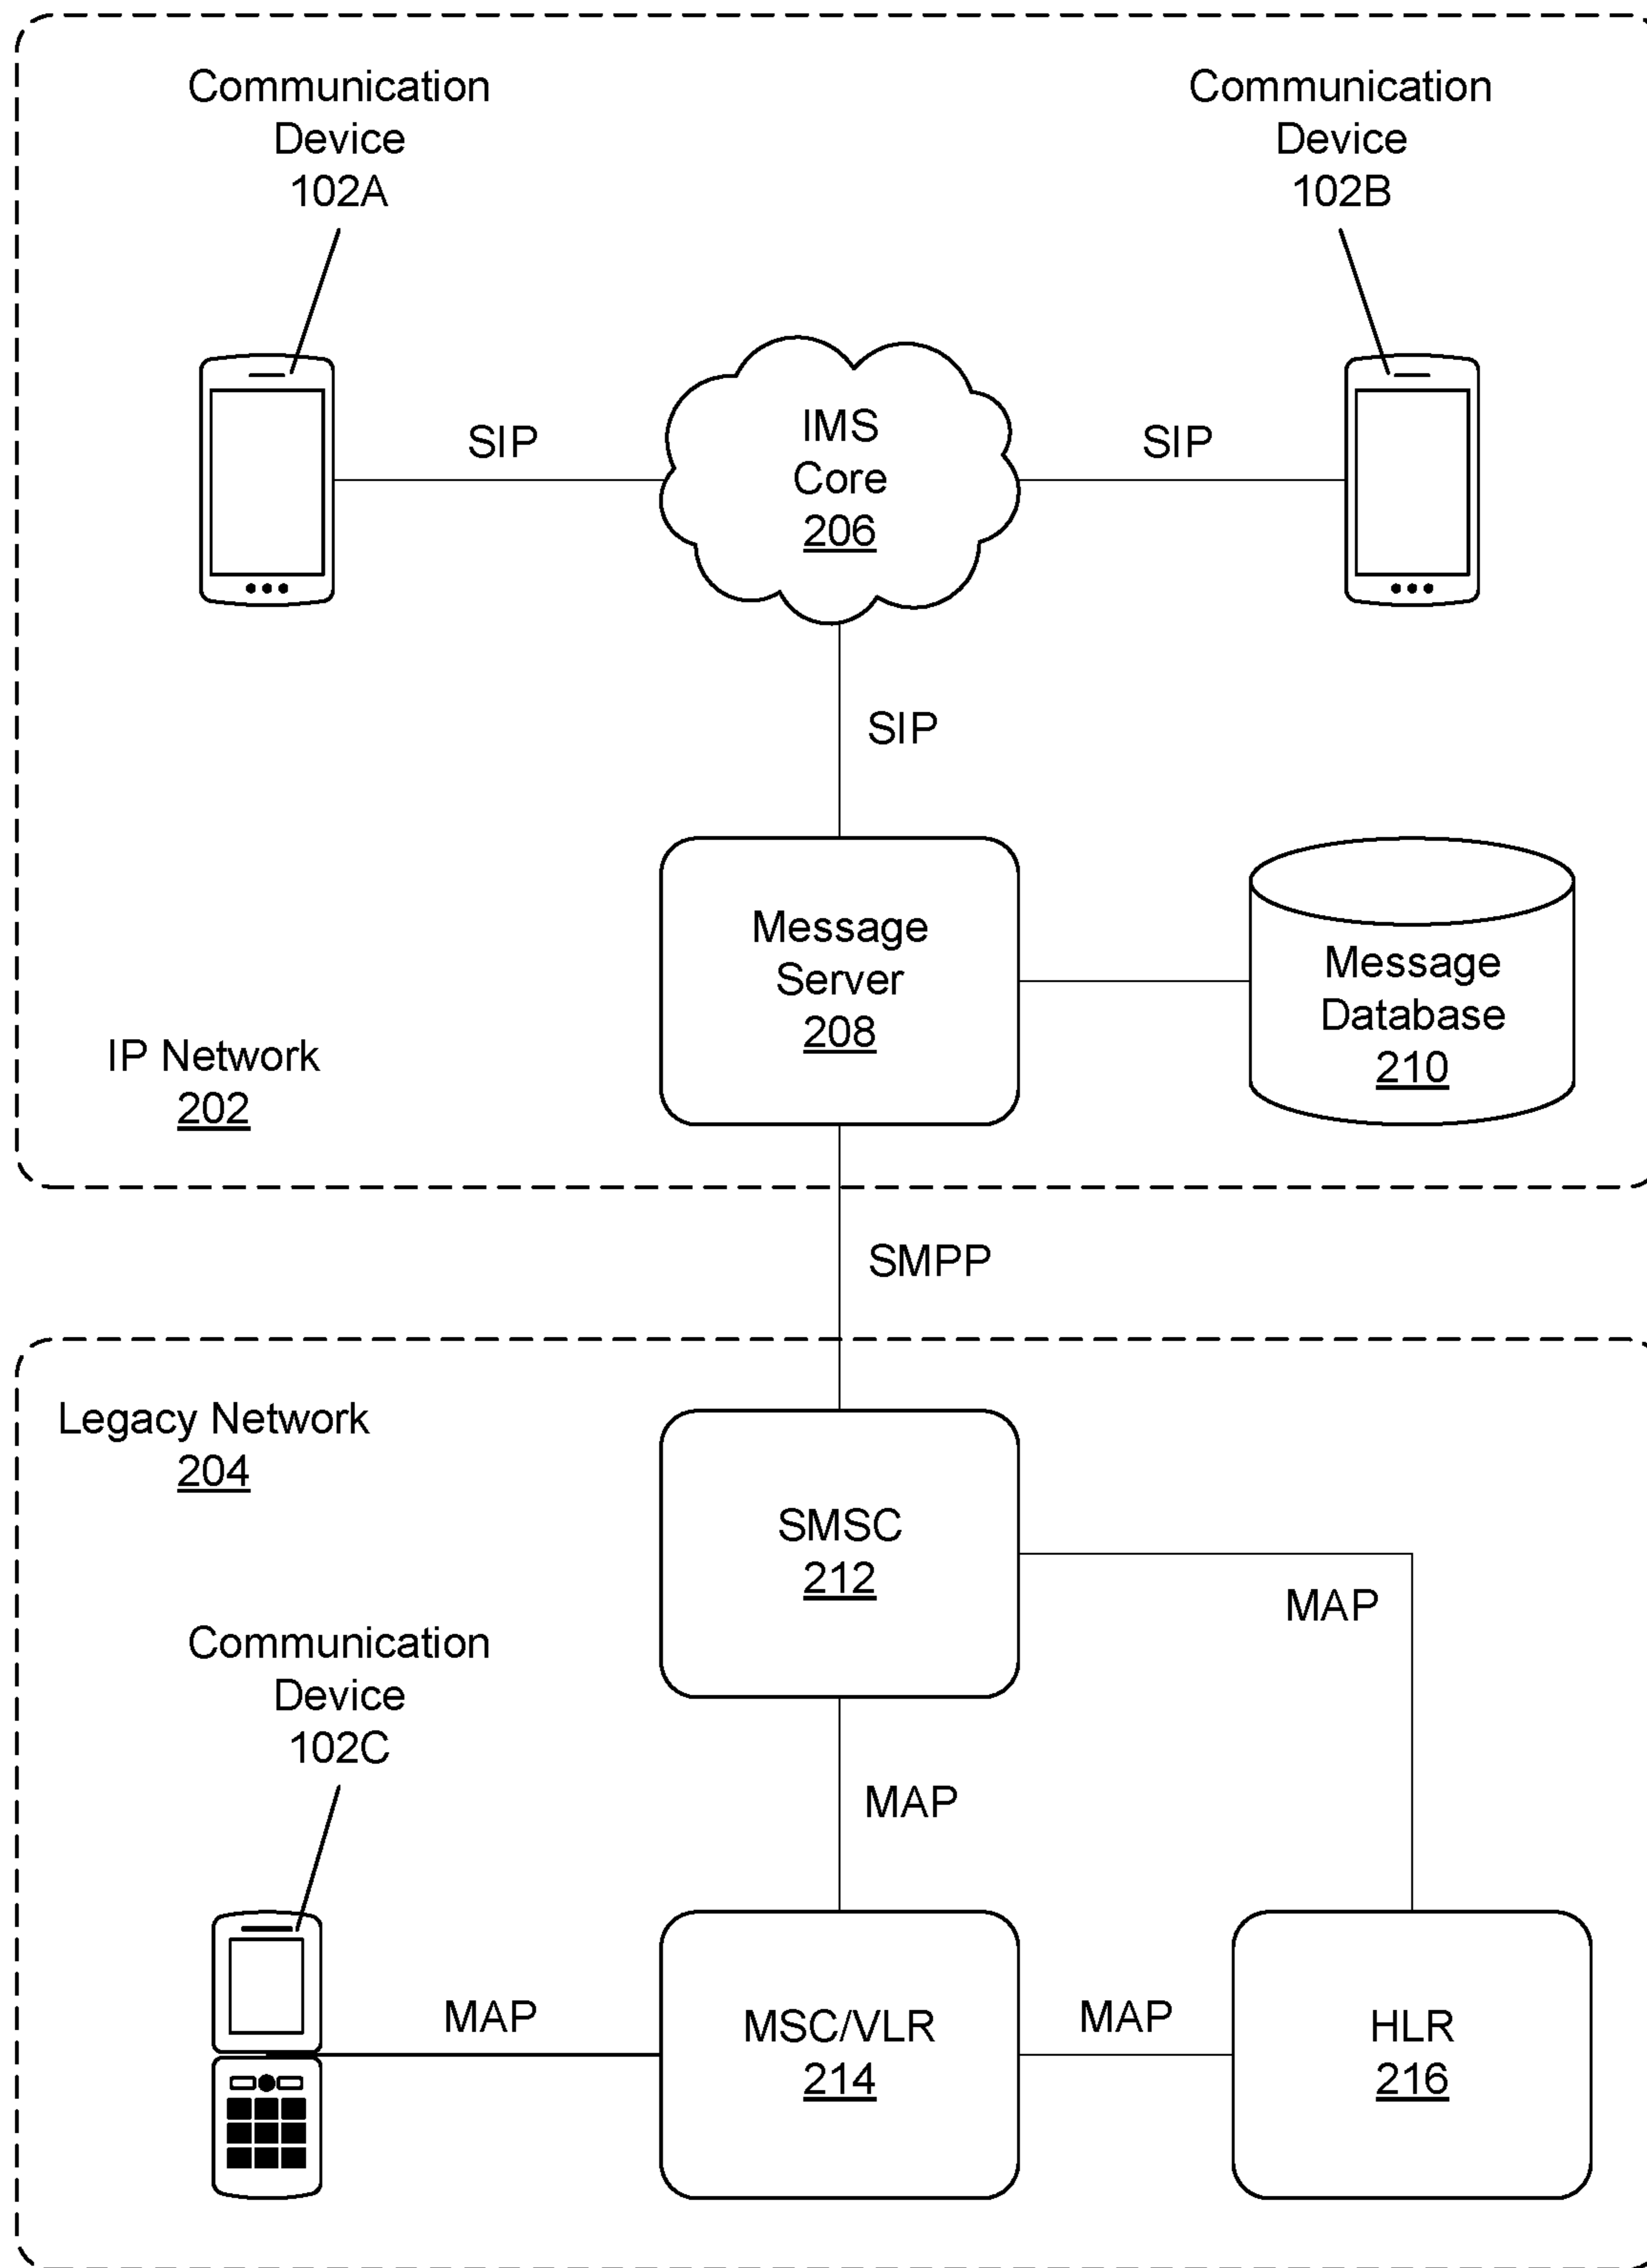 Communication
Device
102A
Communication
Device
102B
SIP
IMS
Core
206
SIP
SIP
Message
Server
208
Message
Database
210
IP Network
202
SMPP
Legacy Network
204
SMSC
212
MAP
Communication
Device
102C
MAP
MAP
MSC/VLR
214
MAP
HLR
216